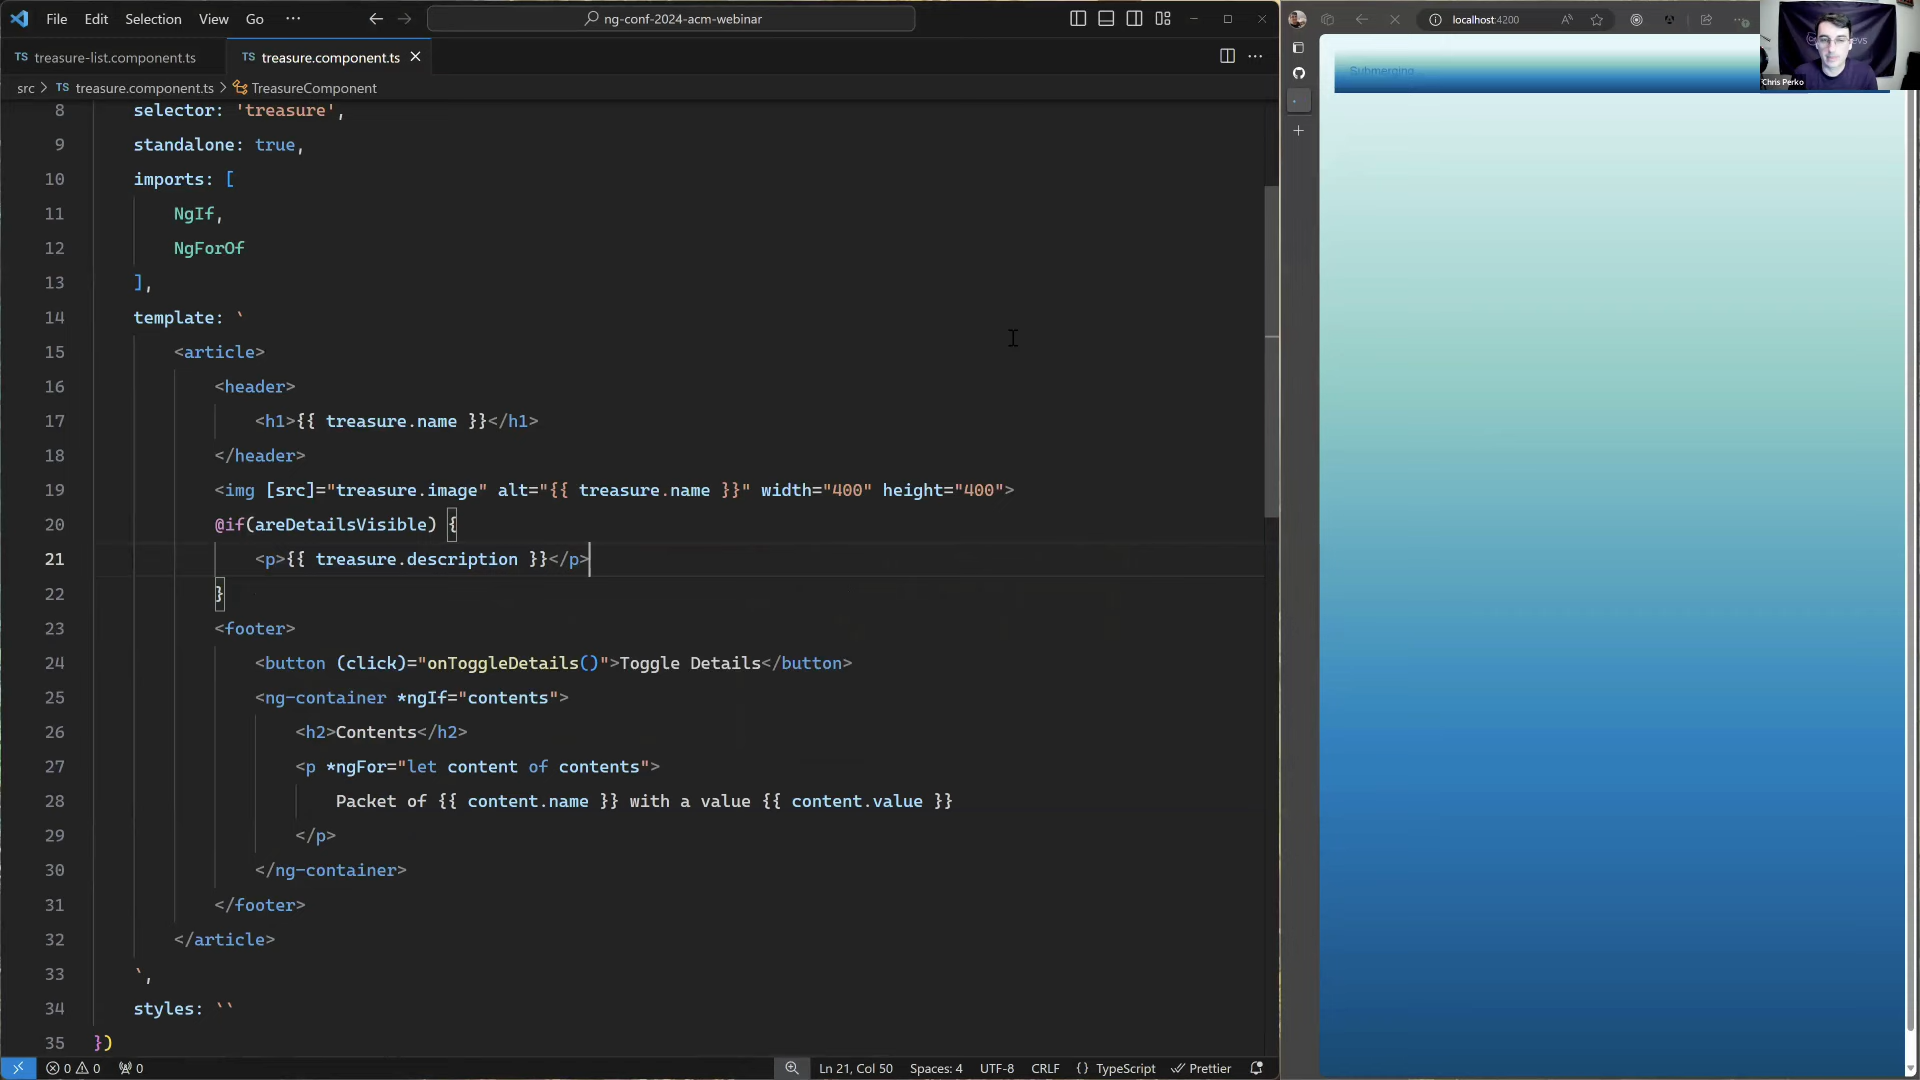 File Edit Selection View Go ··· ng-conf-2024-acm-webinar
localhost:4200
TS treasure-list.component.ts TS treasure.component.ts
src TS treasure.component.ts TreasureComponent
Submerging
Chris Perko
8 selector: 'treasure',
9 standalone: true,
10 imports: [
11 NgIf,
12 NgForOf
13 ],
14 template: `
15 <article>
16 <header>
17 <h1>{{ treasure.name }}</h1>
18 </header>
19 <img [src]="treasure.image" alt="{{ treasure.name }}" width="400" height="400">
20 @if(areDetailsVisible) {
21 <p>{{ treasure.description }}</p>
22 }
23 <footer>
24 <button (click)="onToggleDetails()">Toggle Details</button>
25 <ng-container *ngIf="contents">
26 <h2>Contents</h2>
27 <p *ngFor="let content of contents">
28 Packet of {{ content.name }} with a value {{ content.value }}
29 </p>
30 </ng-container>
31 </footer>
32 </article>
33 `,
34 styles: ``
35 })
0 0 0 Ln 21, Col 50 Spaces: 4 UTF-8 CRLF {} TypeScript Prettier